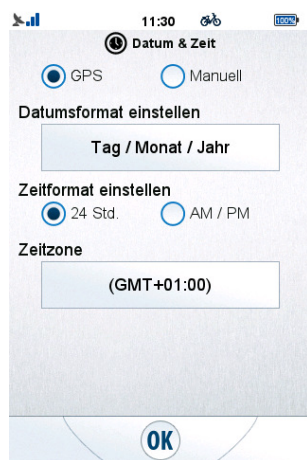 11:30 100%
Datum & Zeit
GPS Manuell
Datumsformat einstellen
Tag / Monat / Jahr
Zeitformat einstellen
24 Std. AM / PM
Zeitzone
(GMT+01:00)
OK